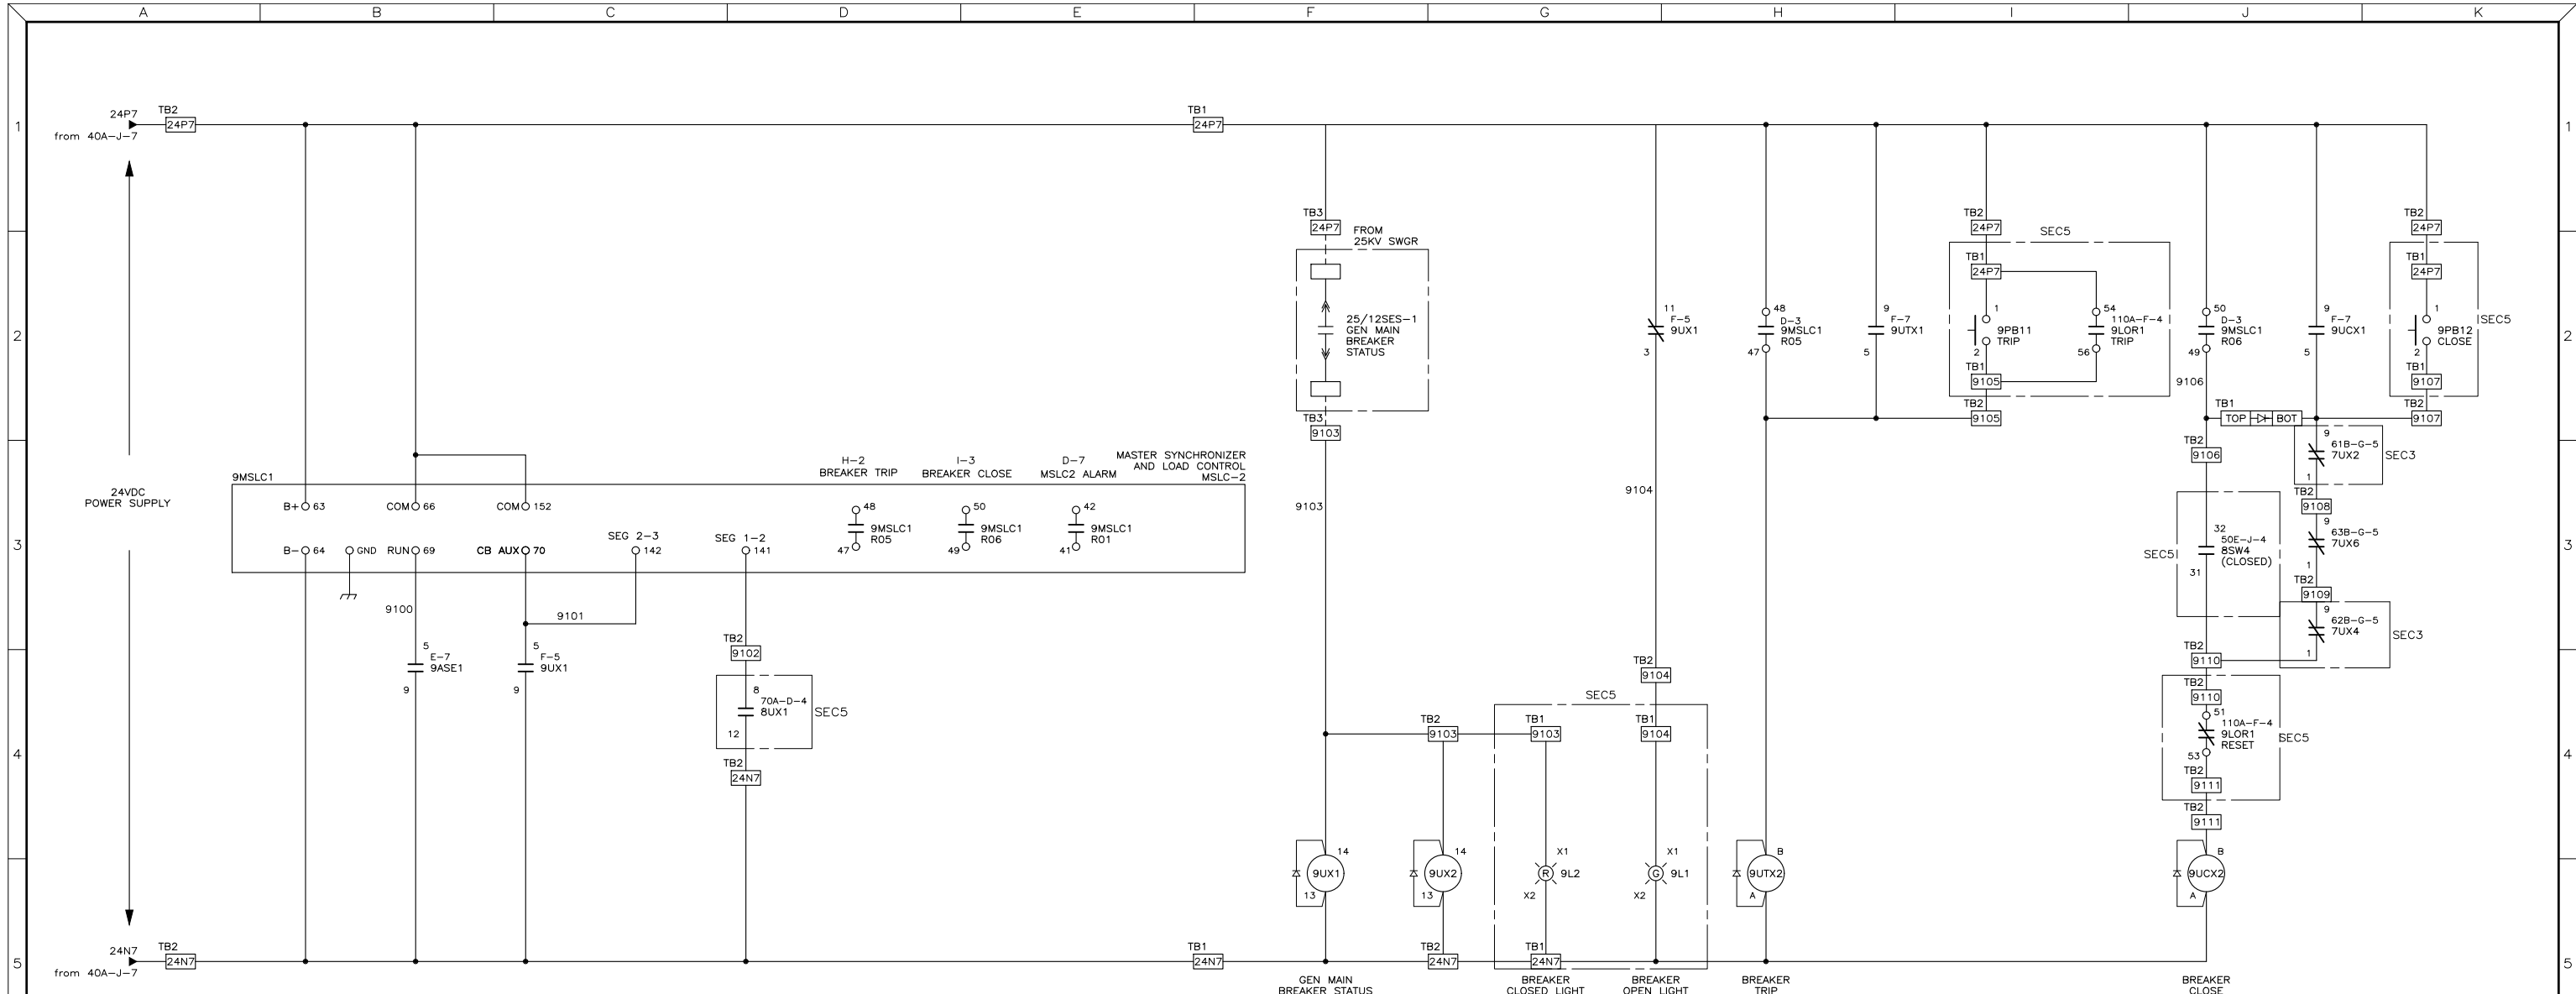 A B C D E F G H I J K
1 1
2 2
3 3
4 4
5 5
24P7
from 40A-J-7
TB2
24P7
TB1
24P7
24VDC
POWER SUPPLY
24N7
from 40A-J-7
TB2
24N7
9MSLC1
B+ 63
COM 66
COM 152
B- 64
GND
RUN 69
CB AUX 70
SEG 2-3
142
SEG 1-2
141
H-2
BREAKER TRIP
48
9MSLC1
R05
47
I-3
BREAKER CLOSE
50
9MSLC1
R06
49
D-7
MSLC2 ALARM
42
9MSLC1
R01
41
MASTER SYNCHRONIZER
AND LOAD CONTROL
MSLC-2
9100
5
E-7
9ASE1
9
9101
5
F-5
9UX1
9
TB2
9102
8
70A-D-4
8UX1
12
SEC5
TB2
24N7
TB1
24N7
TB3
24P7
FROM
25KV SWGR
25/12SES-1
GEN MAIN
BREAKER
STATUS
TB3
9103
9103
14
9UX1
13
GEN MAIN
BREAKER STATUS
TB2
9103
14
9UX2
13
TB2
24N7
SEC5
TB1
9103
X1
R
9L2
X2
TB1
24N7
BREAKER
CLOSED LIGHT
11
F-5
9UX1
3
9104
TB2
9104
TB1
9104
X1
G
9L1
X2
BREAKER
OPEN LIGHT
48
D-3
9MSLC1
R05
47
B
9UTX2
A
BREAKER
TRIP
9
F-7
9UTX1
5
TB2
24P7
SEC5
TB1
24P7
1
9PB11
TRIP
2
54
110A-F-4
9LOR1
TRIP
56
TB1
9105
TB2
9105
50
D-3
9MSLC1
R06
49
9106
TB1
TOP BOT
9
F-7
9UCX1
5
TB2
24P7
TB1
24P7
1
9PB12
CLOSE
2
SEC5
TB1
9107
TB2
9107
TB2
9106
9
61B-G-5
7UX2
1
SEC3
TB2
9108
9
63B-G-5
7UX6
1
TB2
9109
9
62B-G-5
7UX4
1
SEC3
SEC5
32
50E-J-4
8SW4
(CLOSED)
31
TB2
9110
TB2
9110
51
110A-F-4
9LOR1
RESET
53
SEC5
TB2
9111
TB2
9111
B
9UCX2
A
BREAKER
CLOSE